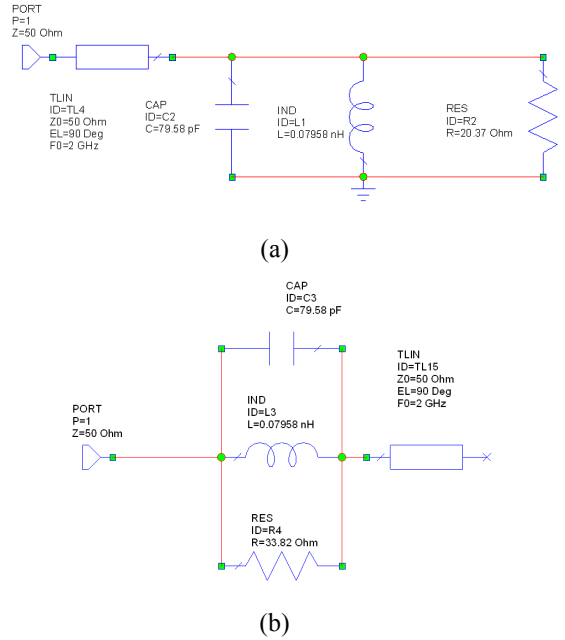 PORT
P=1
Z=50 Ohm
TLIN
ID=TL4
Z0=50 Ohm
EL=90 Deg
F0=2 GHz
CAP
ID=C2
C=79.58 pF
IND
ID=L1
L=0.07958 nH
RES
ID=R2
R=20.37 Ohm
(a)
CAP
ID=C3
C=79.58 pF
TLIN
ID=TL15
Z0=50 Ohm
EL=90 Deg
F0=2 GHz
PORT
P=1
Z=50 Ohm
IND
ID=L3
L=0.07958 nH
RES
ID=R4
R=33.82 Ohm
(b)